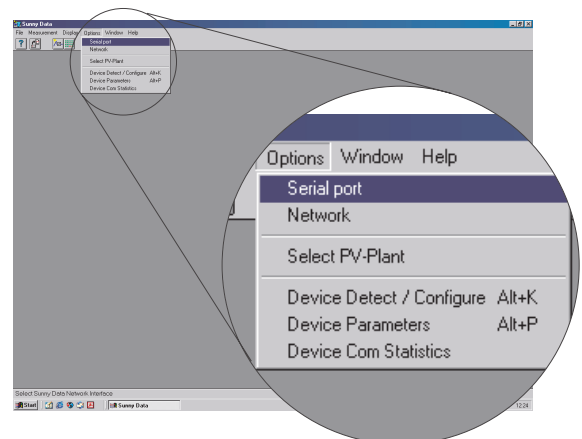 Sunny Data
File Measurement Display Options Window Help
Serial port
Network
Select PV-Plant
Device Detect / Configure Alt+K
Device Parameters Alt+P
Device Com Statistics
Options Window Help
Serial port
Network
Select PV-Plant
Device Detect / Configure Alt+K
Device Parameters Alt+P
Device Com Statistics
Select Sunny Data Network Interface
Start Sunny Data 12:24